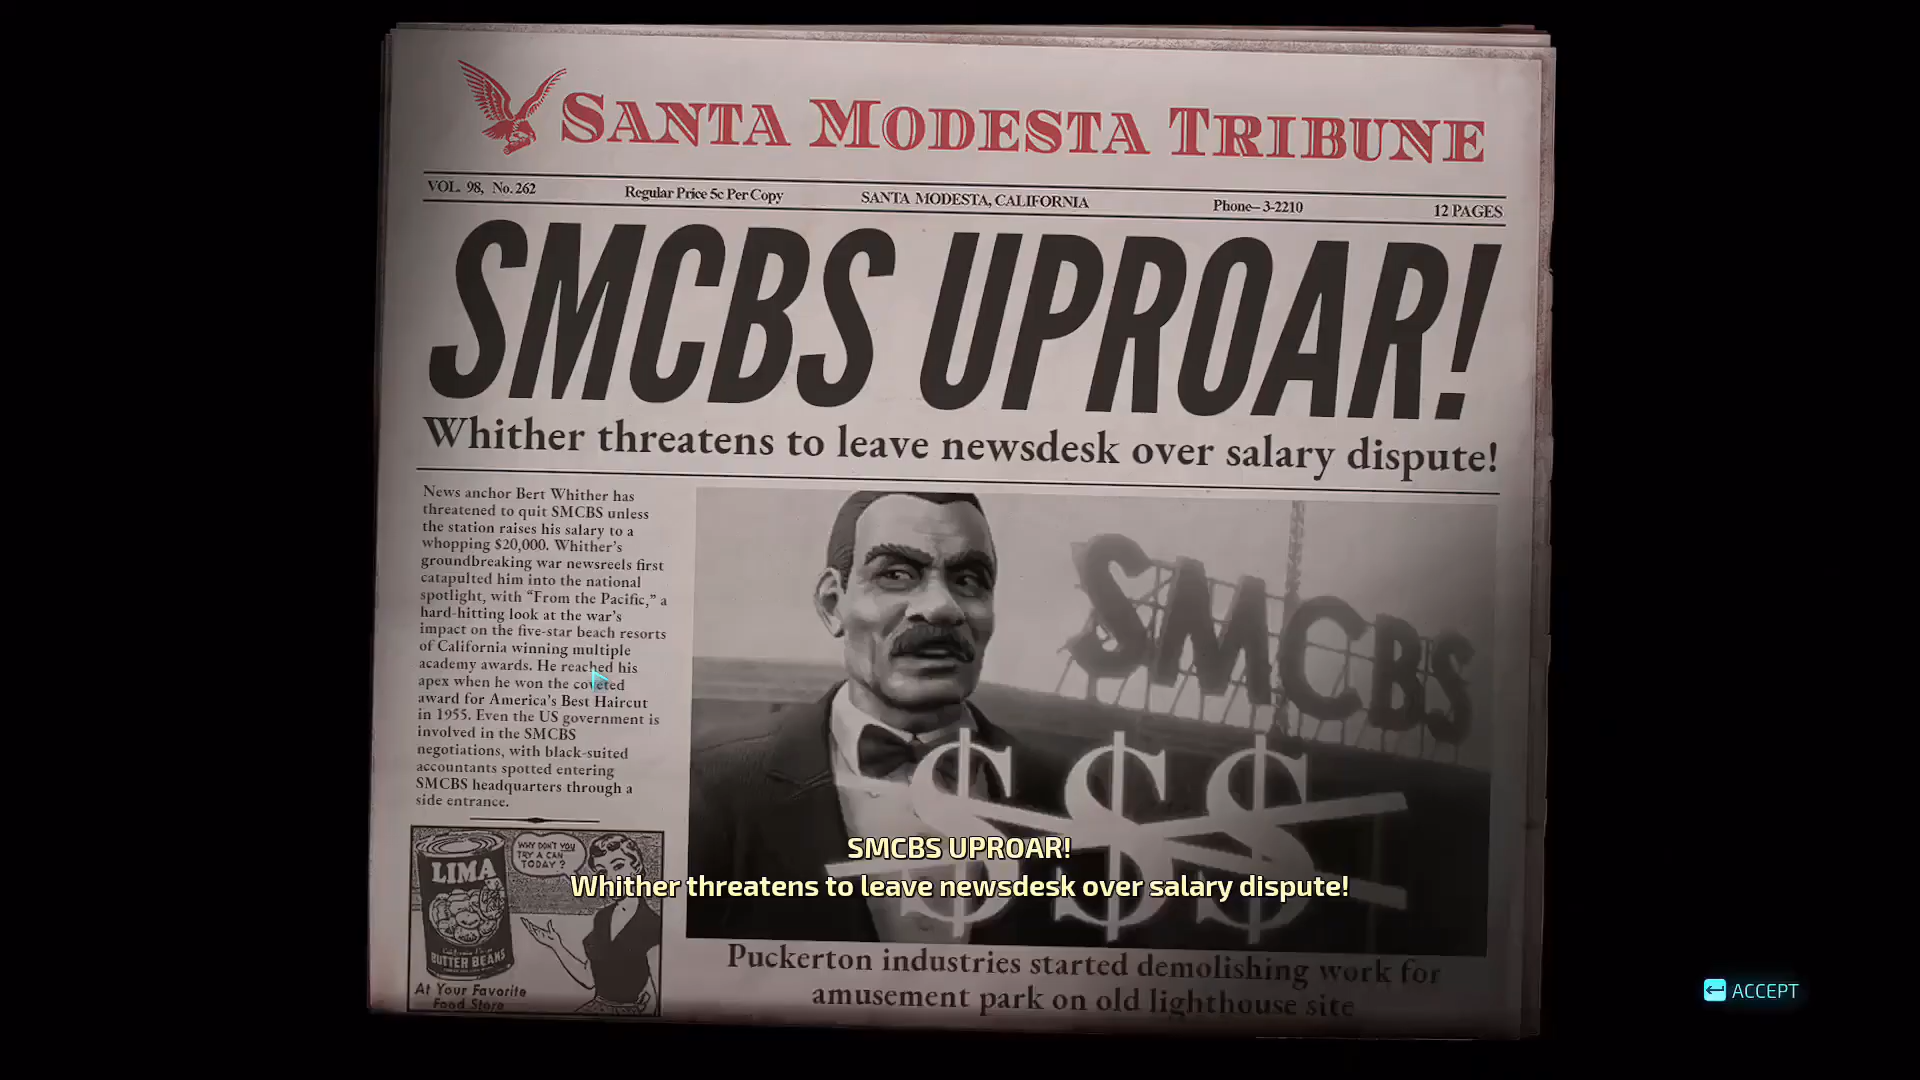 SANTA MODESTA TRIBUNE
VOL. 98, No. 262
Regular Price 5c Per Copy
SANTA MODESTA, CALIFORNIA
Phone– 3-2210
12 PAGES
SMCBS UPROAR!
Whither threatens to leave newsdesk over salary dispute!
News anchor Bert Whither has
threatened to quit SMCBS unless
the station raises his salary to a
whopping $20,000. Whither's
groundbreaking war newsreels first
catapulted him into the national
spotlight, with “From the Pacific,” a
hard-hitting look at the war's
impact on the five-star beach resorts
of California winning multiple
academy awards. He reached his
apex when he won the coveted
award for America's Best Haircut
in 1955. Even the US government is
involved in the SMCBS
negotiations, with black-suited
accountants spotted entering
SMCBS headquarters through a
side entrance.
SMCBS
$$$
SMCBS UPROAR!
Whither threatens to leave newsdesk over salary dispute!
LIMA
BUTTER BEANS
WHY DON'T YOU
TRY A CAN
TODAY?
At Your Favorite
Food Store
Puckerton industries started demolishing work for
amusement park on old lighthouse site
ACCEPT